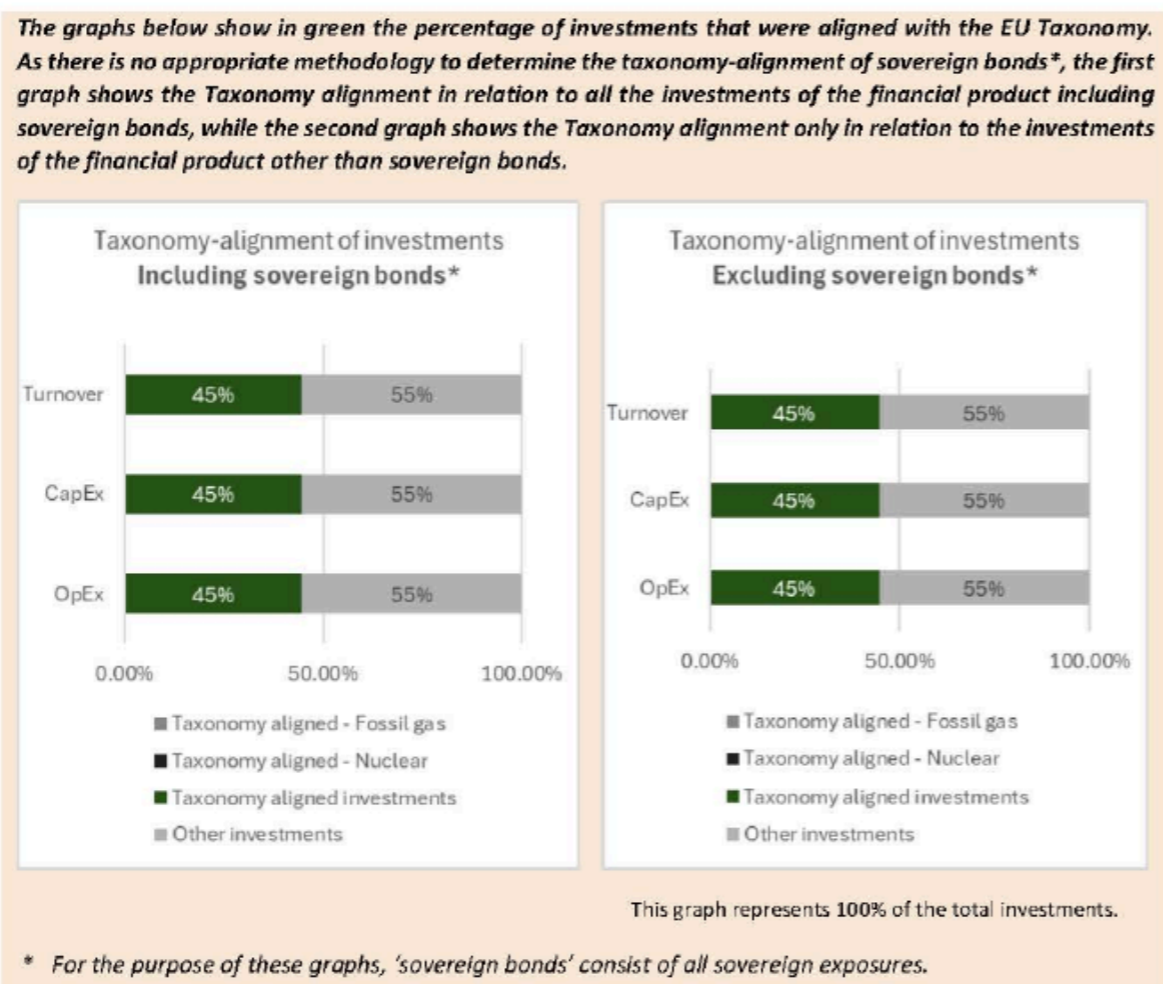 The graphs below show in green the percentage of investments that were aligned with the EU Taxonomy.
As there is no appropriate methodology to determine the taxonomy-alignment of sovereign bonds*, the first
graph shows the Taxonomy alignment in relation to all the investments of the financial product including
sovereign bonds, while the second graph shows the Taxonomy alignment only in relation to the investments
of the financial product other than sovereign bonds.
Taxonomy-alignment of investments
Including sovereign bonds*
Turnover
45%
55%
CapEx
45%
55%
OpEx
45%
55%
0.00%
50.00%
100.00%
Taxonomy aligned - Fossil gas
Taxonomy aligned - Nuclear
Taxonomy aligned investments
Other investments
Taxonomy-alignment of investments
Excluding sovereign bonds*
Turnover
45%
55%
CapEx
45%
55%
OpEx
45%
55%
0.00%
50.00%
100.00%
Taxonomy aligned - Fossil gas
Taxonomy aligned - Nuclear
Taxonomy aligned investments
Other investments
This graph represents 100% of the total investments.
* For the purpose of these graphs, ‘sovereign bonds’ consist of all sovereign exposures.